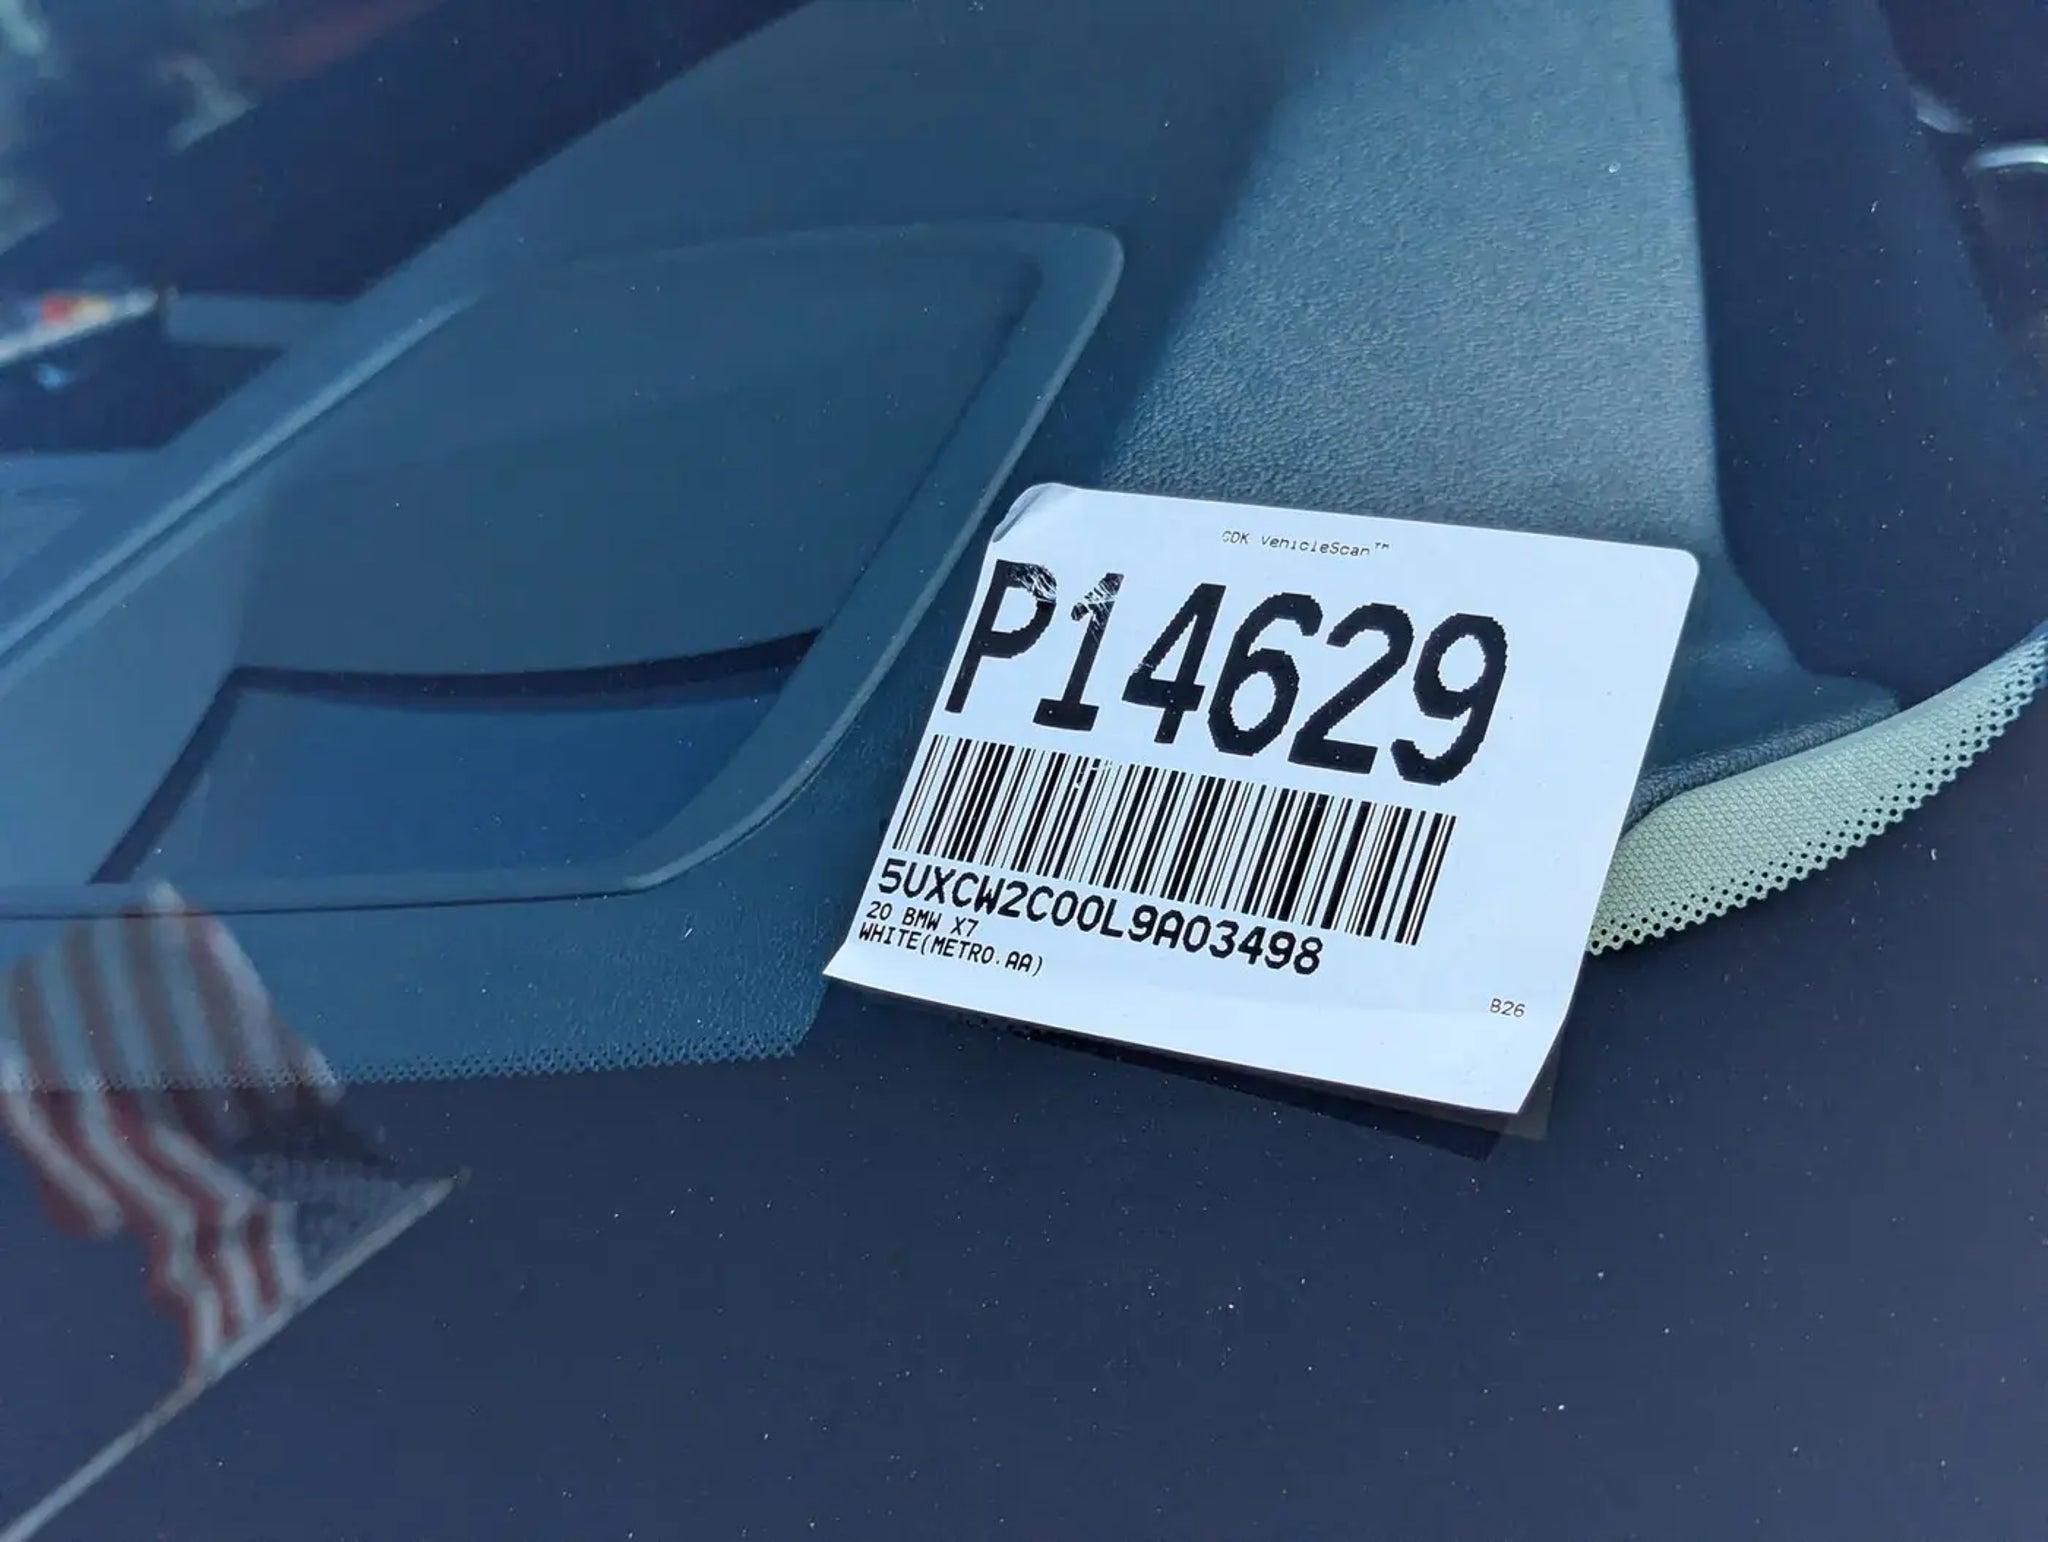 CDK VehicleScan™
P14629
5UXCW2C00L9A03498
20 BMW X7
WHITE(METRO.AA)
B26